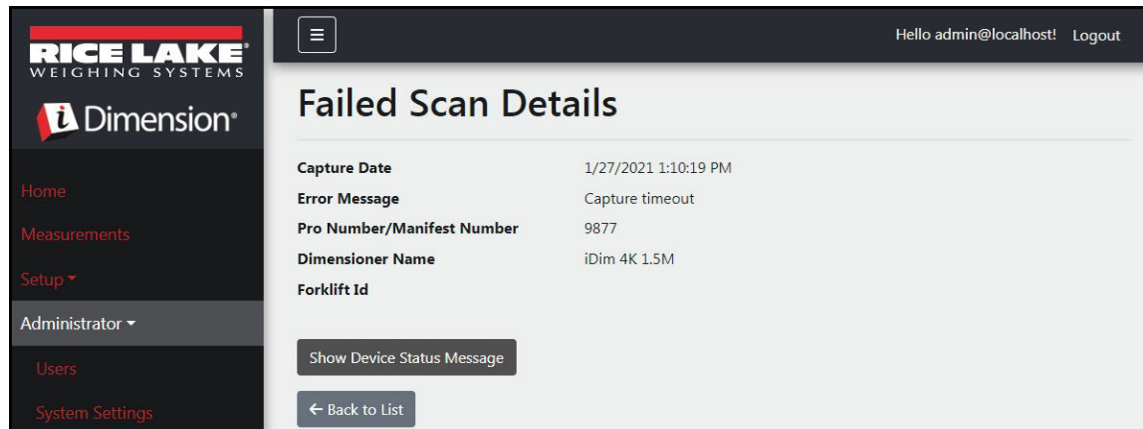 RICE LAKE®
WEIGHING SYSTEMS
i Dimension®
Home
Measurements
Setup
Administrator
Users
System Settings
Hello admin@localhost! Logout
Failed Scan Details
Capture Date 1/27/2021 1:10:19 PM
Error Message Capture timeout
Pro Number/Manifest Number 9877
Dimensioner Name iDim 4K 1.5M
Forklift Id
Show Device Status Message
← Back to List